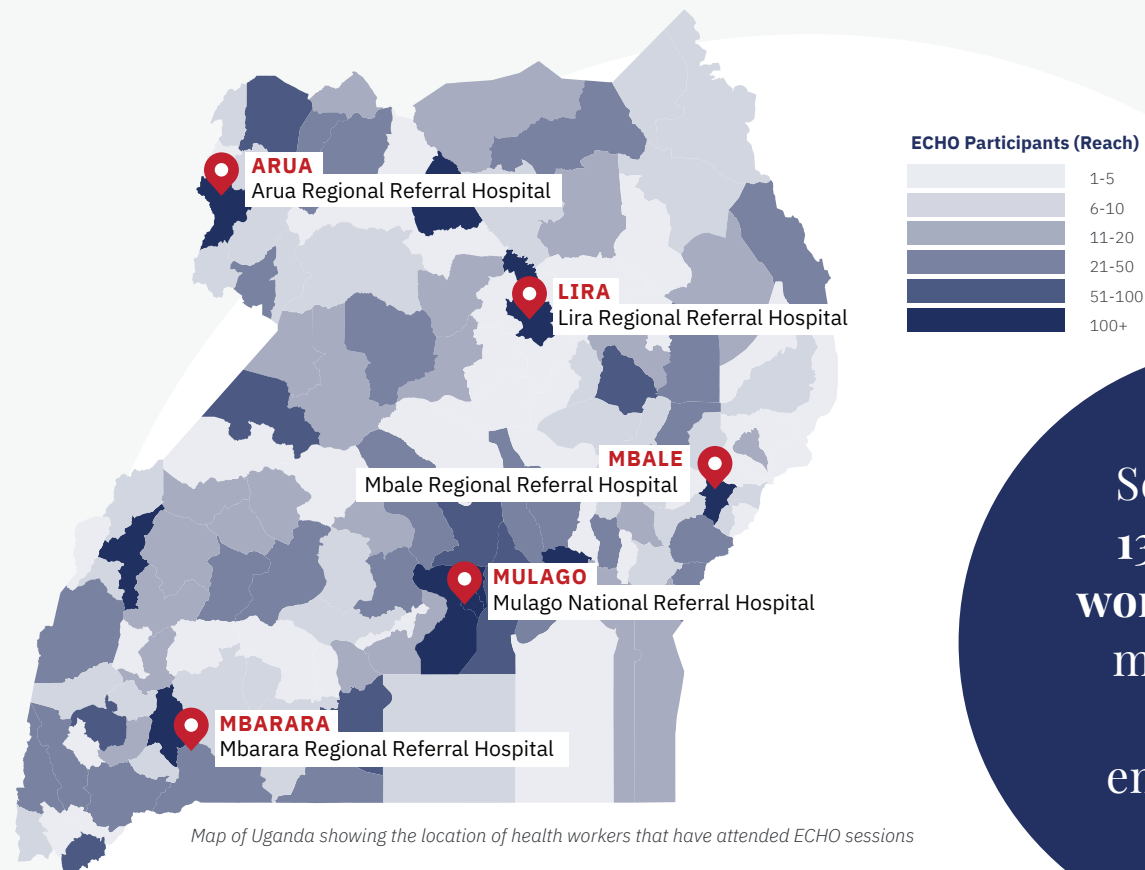 ARUA
Arua Regional Referral Hospital
LIRA
Lira Regional Referral Hospital
MBALE
Mbale Regional Referral Hospital
MULAGO
Mulago National Referral Hospital
MBARARA
Mbarara Regional Referral Hospital
Map of Uganda showing the location of health workers that have attended ECHO sessions
ECHO Participants (Reach)
1-5
6-10
11-20
21-50
51-100
100+